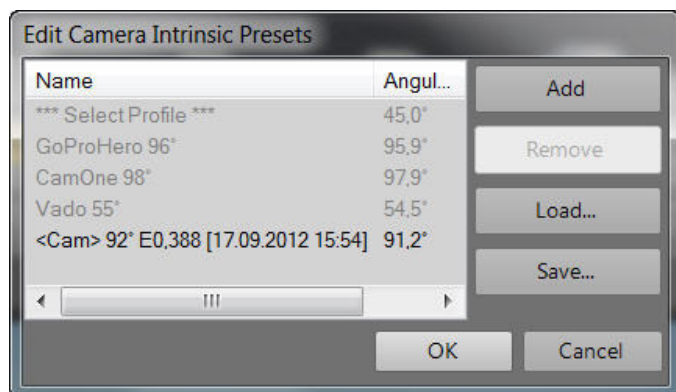 Edit Camera Intrinsic Presets
Name Angul...
*** Select Profile *** 45,0°
GoProHero 96° 95,9°
CamOne 98° 97,9°
Vado 55° 54,5°
<Cam> 92° E0,388 [17.09.2012 15:54] 91,2°
Add
Remove
Load...
Save...
OK Cancel